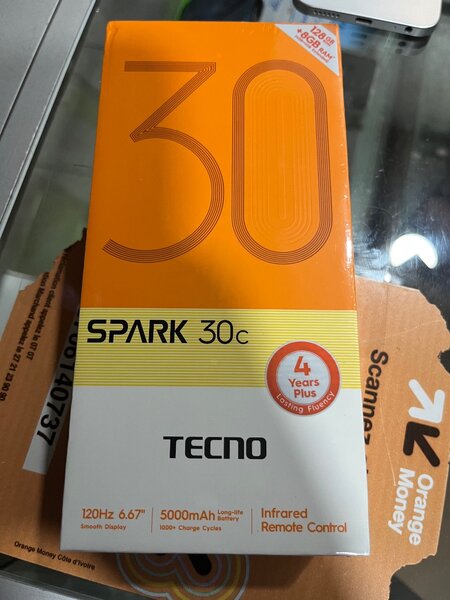 128GB
+8GB RAM*
30
SPARK 30c
4
Years
Plus
Lasting Fluency
TECNO
120Hz 6.67"
Smooth Display
5000mAh Long-life Battery
1000+ Charge Cycles
Infrared
Remote Control
Scannez
Orange
Money
Orange Money Côte d'Ivoire